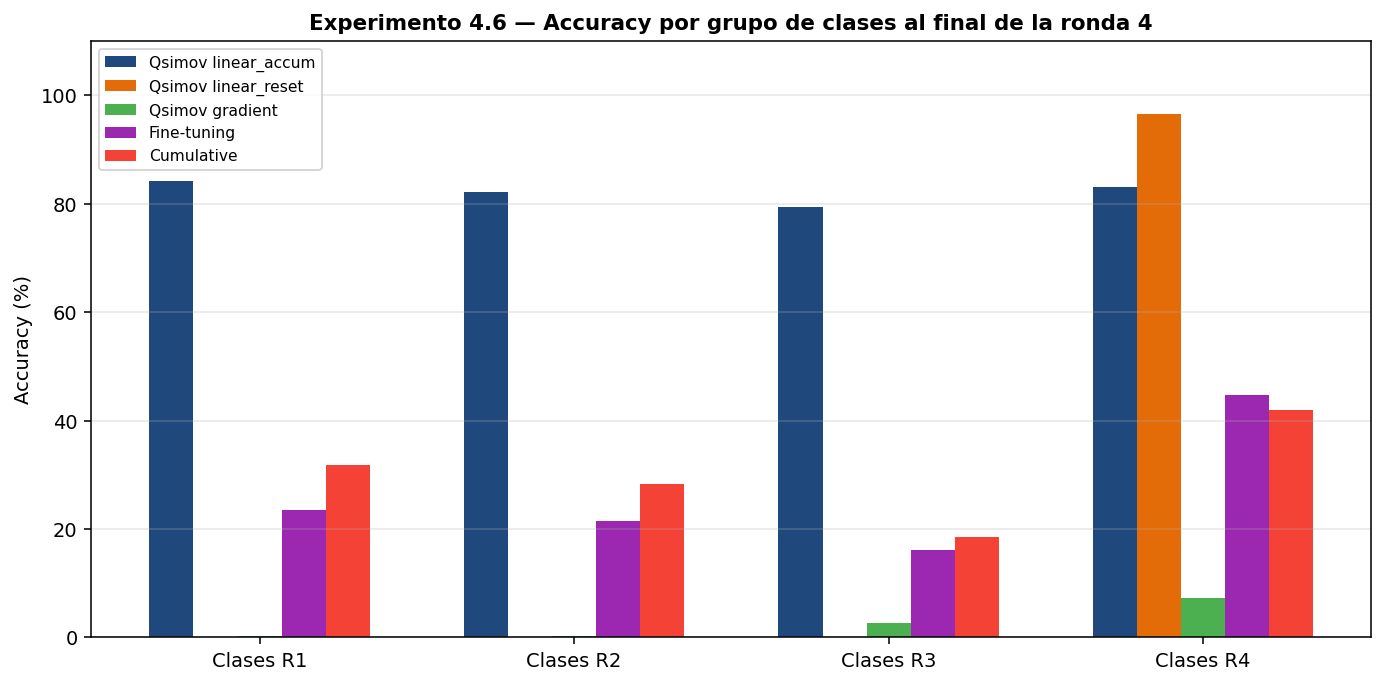 Experimento 4.6 — Accuracy por grupo de clases al final de la ronda 4
Qsimov linear_accum
Qsimov linear_reset
Qsimov gradient
Fine-tuning
Cumulative
Accuracy (%)
100
80
60
40
20
0
Clases R1
Clases R2
Clases R3
Clases R4